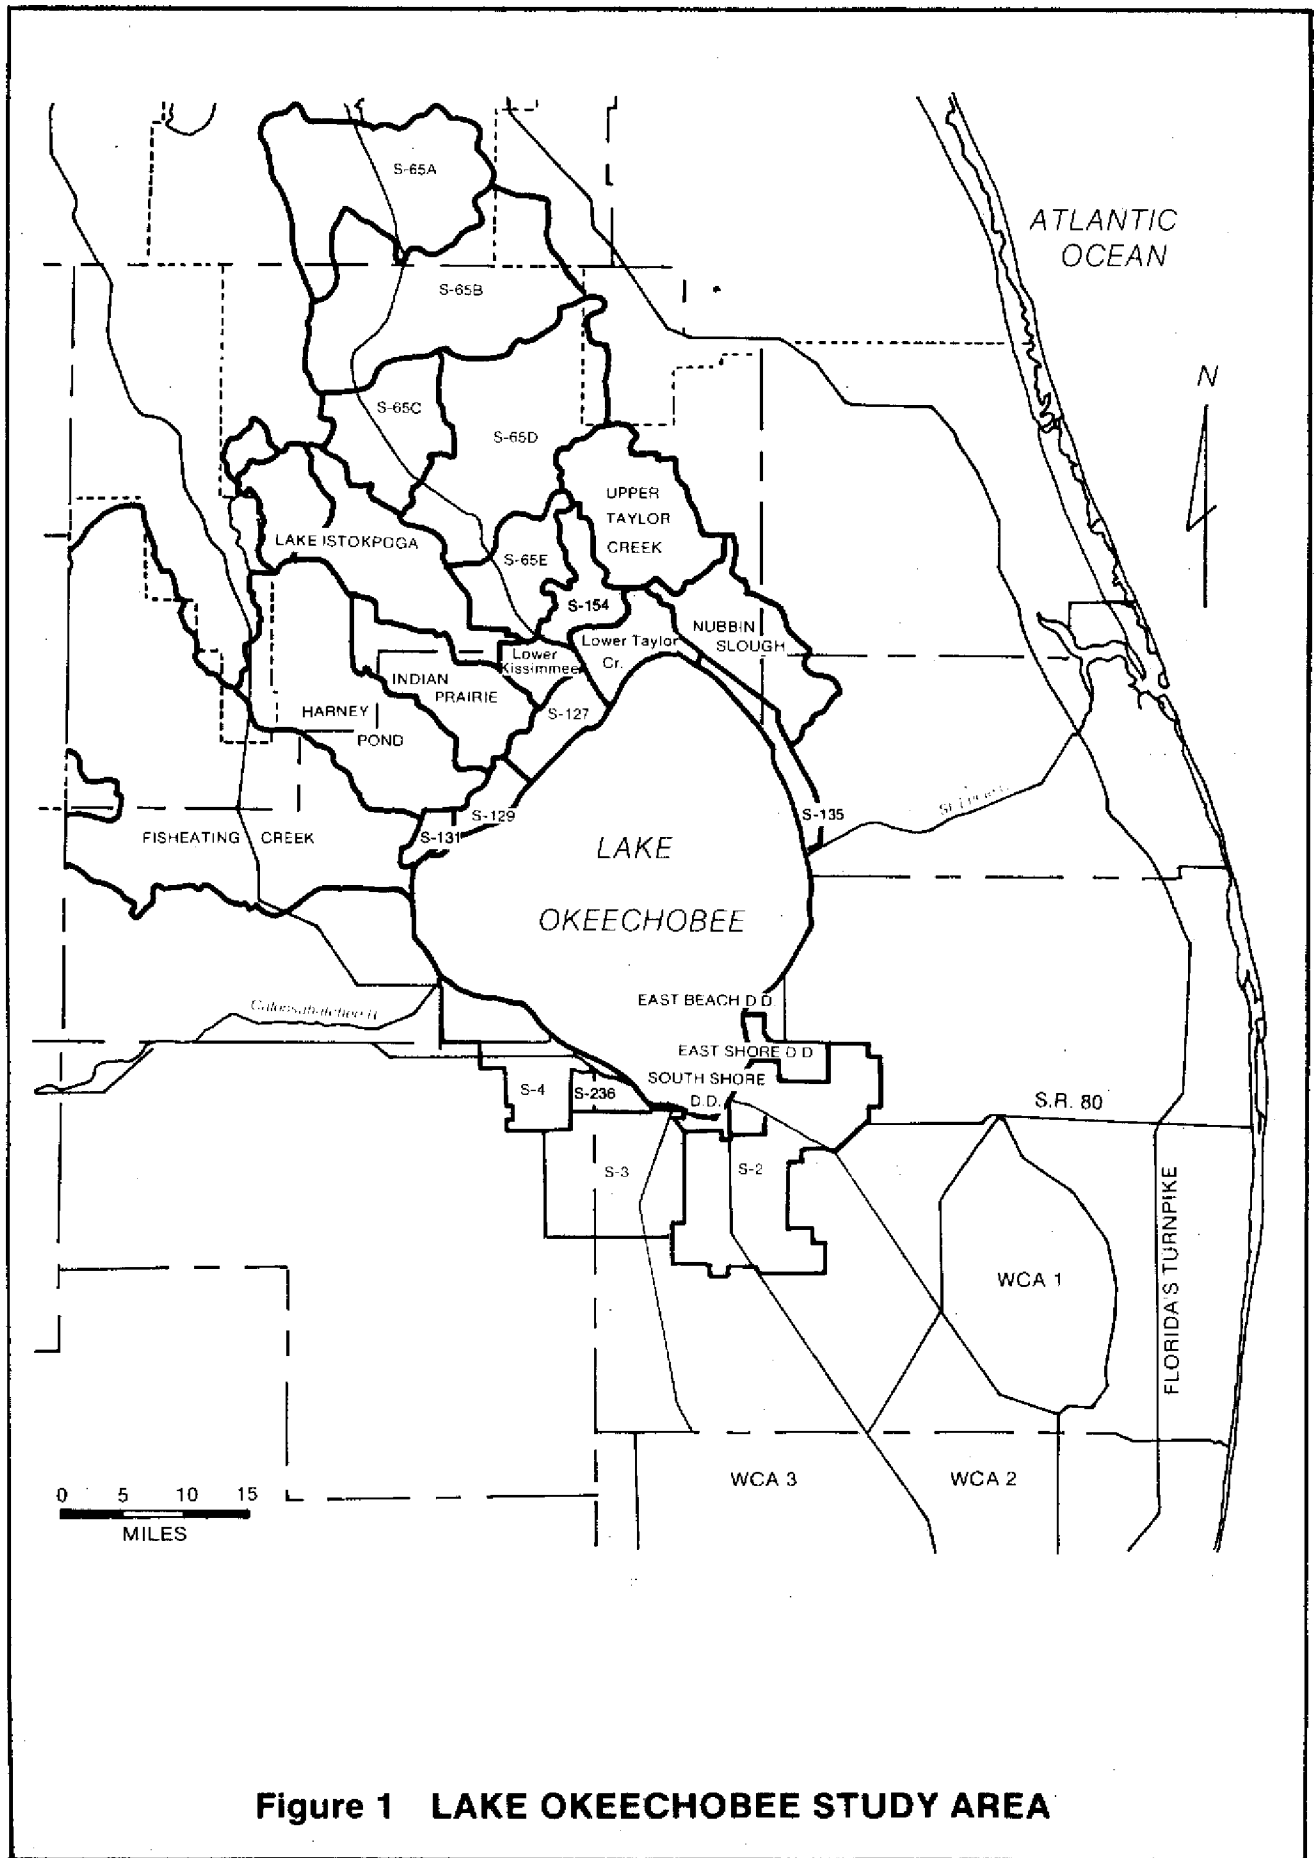 S-65A
ATLANTIC
OCEAN
S-65B
N
S-65C
S-65D
UPPER
TAYLOR
CREEK
LAKE ISTOKPOGA
S-65E
S-154
NUBBIN
SLOUGH
Lower Taylor
Cr.
Lower
Kissimmee
INDIAN
PRAIRIE
HARNEY
POND
S-127
S-129
S-135
S-131
FISHEATING CREEK
LAKE
OKEECHOBEE
EAST BEACH D.D.
Caloosahatchee R.
EAST SHORE D.D.
SOUTH SHORE
D.D.
S-4
S-236
S.R. 80
S-3
S-2
FLORIDA'S TURNPIKE
WCA 1
WCA 3
WCA 2
0 5 10 15
MILES
Figure 1 LAKE OKEECHOBEE STUDY AREA